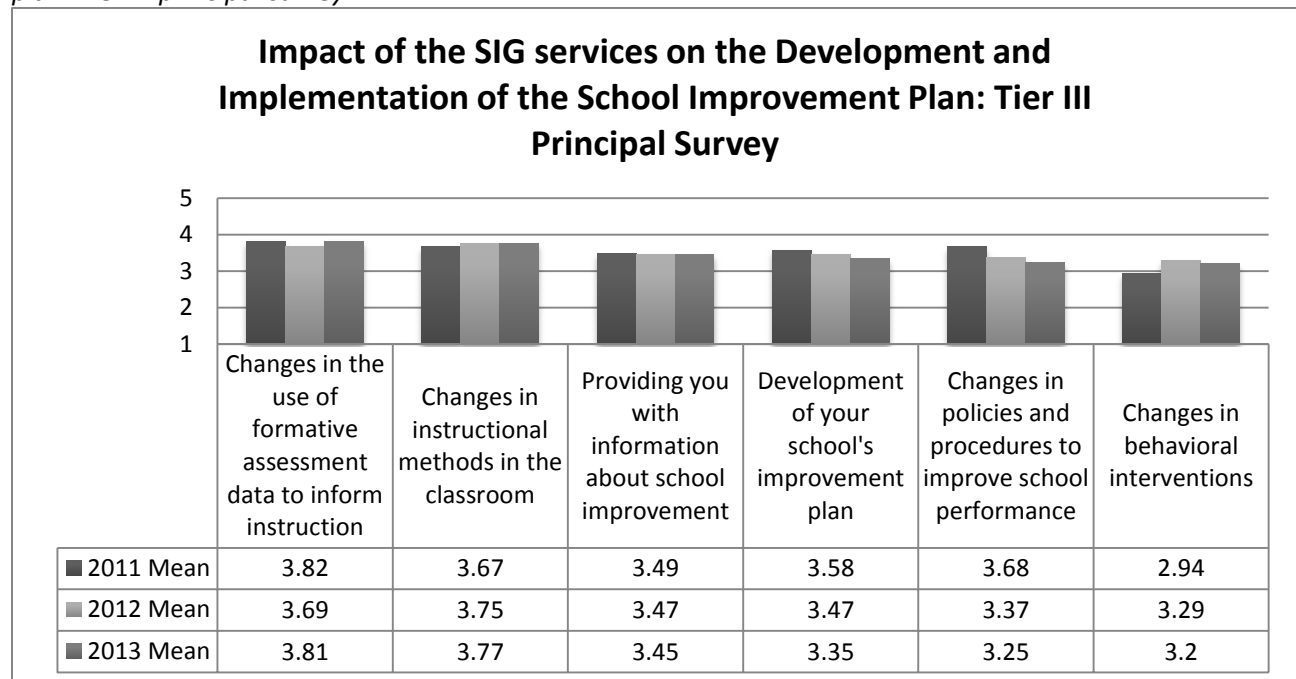 Impact of the SIG services on the Development and
Implementation of the School Improvement Plan: Tier III
Principal Survey
5
4
3
2
1
Changes in the
use of
formative
assessment
data to inform
instruction
Changes in
instructional
methods in the
classroom
Providing you
with
information
about school
improvement
Development
of your
school's
improvement
plan
Changes in
policies and
procedures to
improve school
performance
Changes in
behavioral
interventions
2011 Mean 3.82 3.67 3.49 3.58 3.68 2.94
2012 Mean 3.69 3.75 3.47 3.47 3.37 3.29
2013 Mean 3.81 3.77 3.45 3.35 3.25 3.2